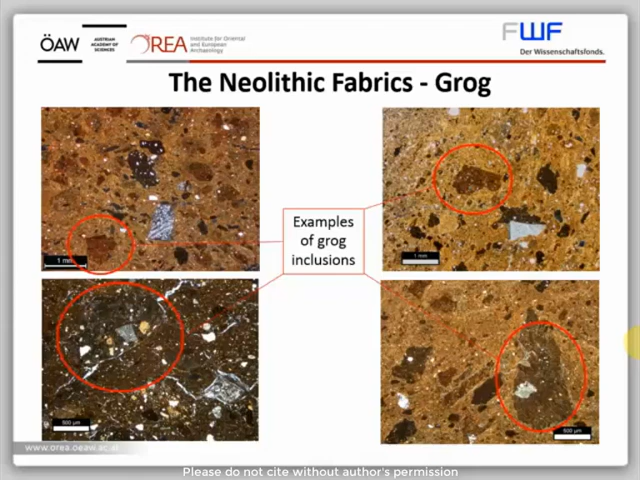 ÖAW
AUSTRIAN
ACADEMY OF
SCIENCES
OREA
Institute for Oriental
and European
Archaeology
FWF
Der Wissenschaftsfonds.
The Neolithic Fabrics - Grog
Examples
of grog
inclusions
1 mm
1 mm
500 µm
500 µm
www.orea.oeaw.ac.at
Please do not cite without author's permission